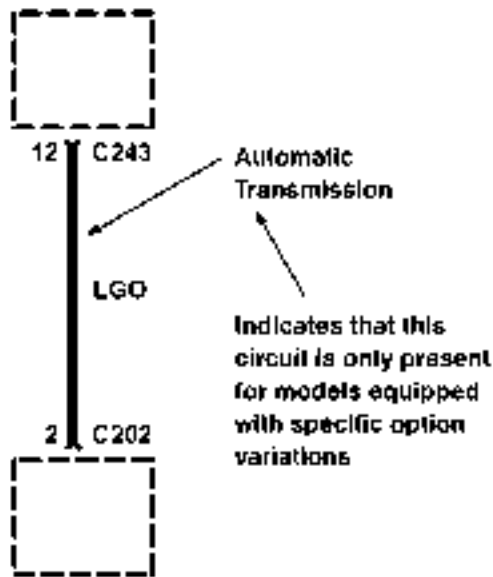 12 C243
Automatic
Transmission
LGO
Indicates that this
circuit is only present
for models equipped
with specific option
variations
2 C202